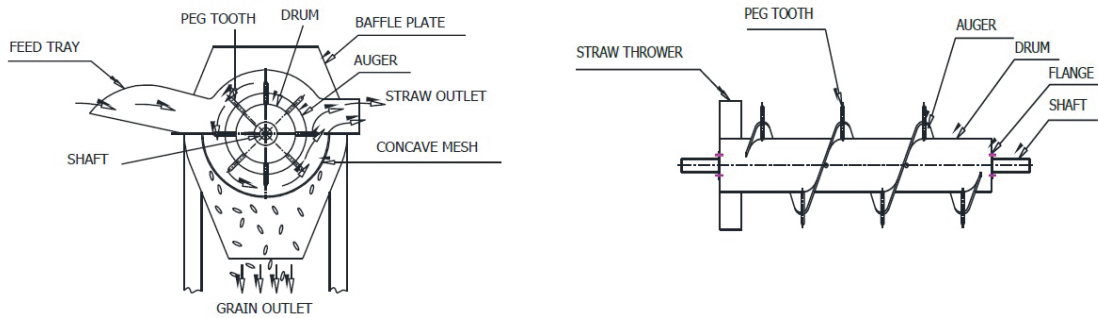 PEG TOOTH
DRUM
BAFFLE PLATE
FEED TRAY
AUGER
STRAW OUTLET
SHAFT
CONCAVE MESH
GRAIN OUTLET
PEG TOOTH
AUGER
STRAW THROWER
DRUM
FLANGE
SHAFT